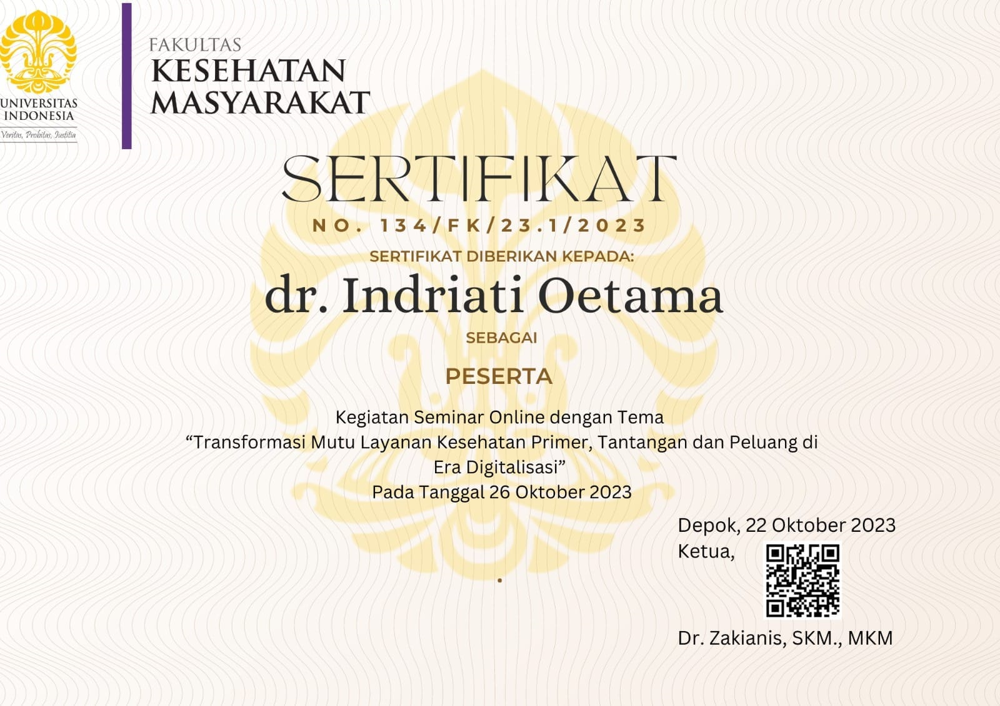 UNIVERSITAS
INDONESIA
Veritas, Probitas, Justitia
FAKULTAS
KESEHATAN
MASYARAKAT
SERTIFIKAT
NO. 134/FK/23.1/2023
SERTIFIKAT DIBERIKAN KEPADA:
dr. Indriati Oetama
SEBAGAI
PESERTA
Kegiatan Seminar Online dengan Tema
“Transformasi Mutu Layanan Kesehatan Primer, Tantangan dan Peluang di
Era Digitalisasi”
Pada Tanggal 26 Oktober 2023
Depok, 22 Oktober 2023
Ketua,
.
Dr. Zakianis, SKM., MKM